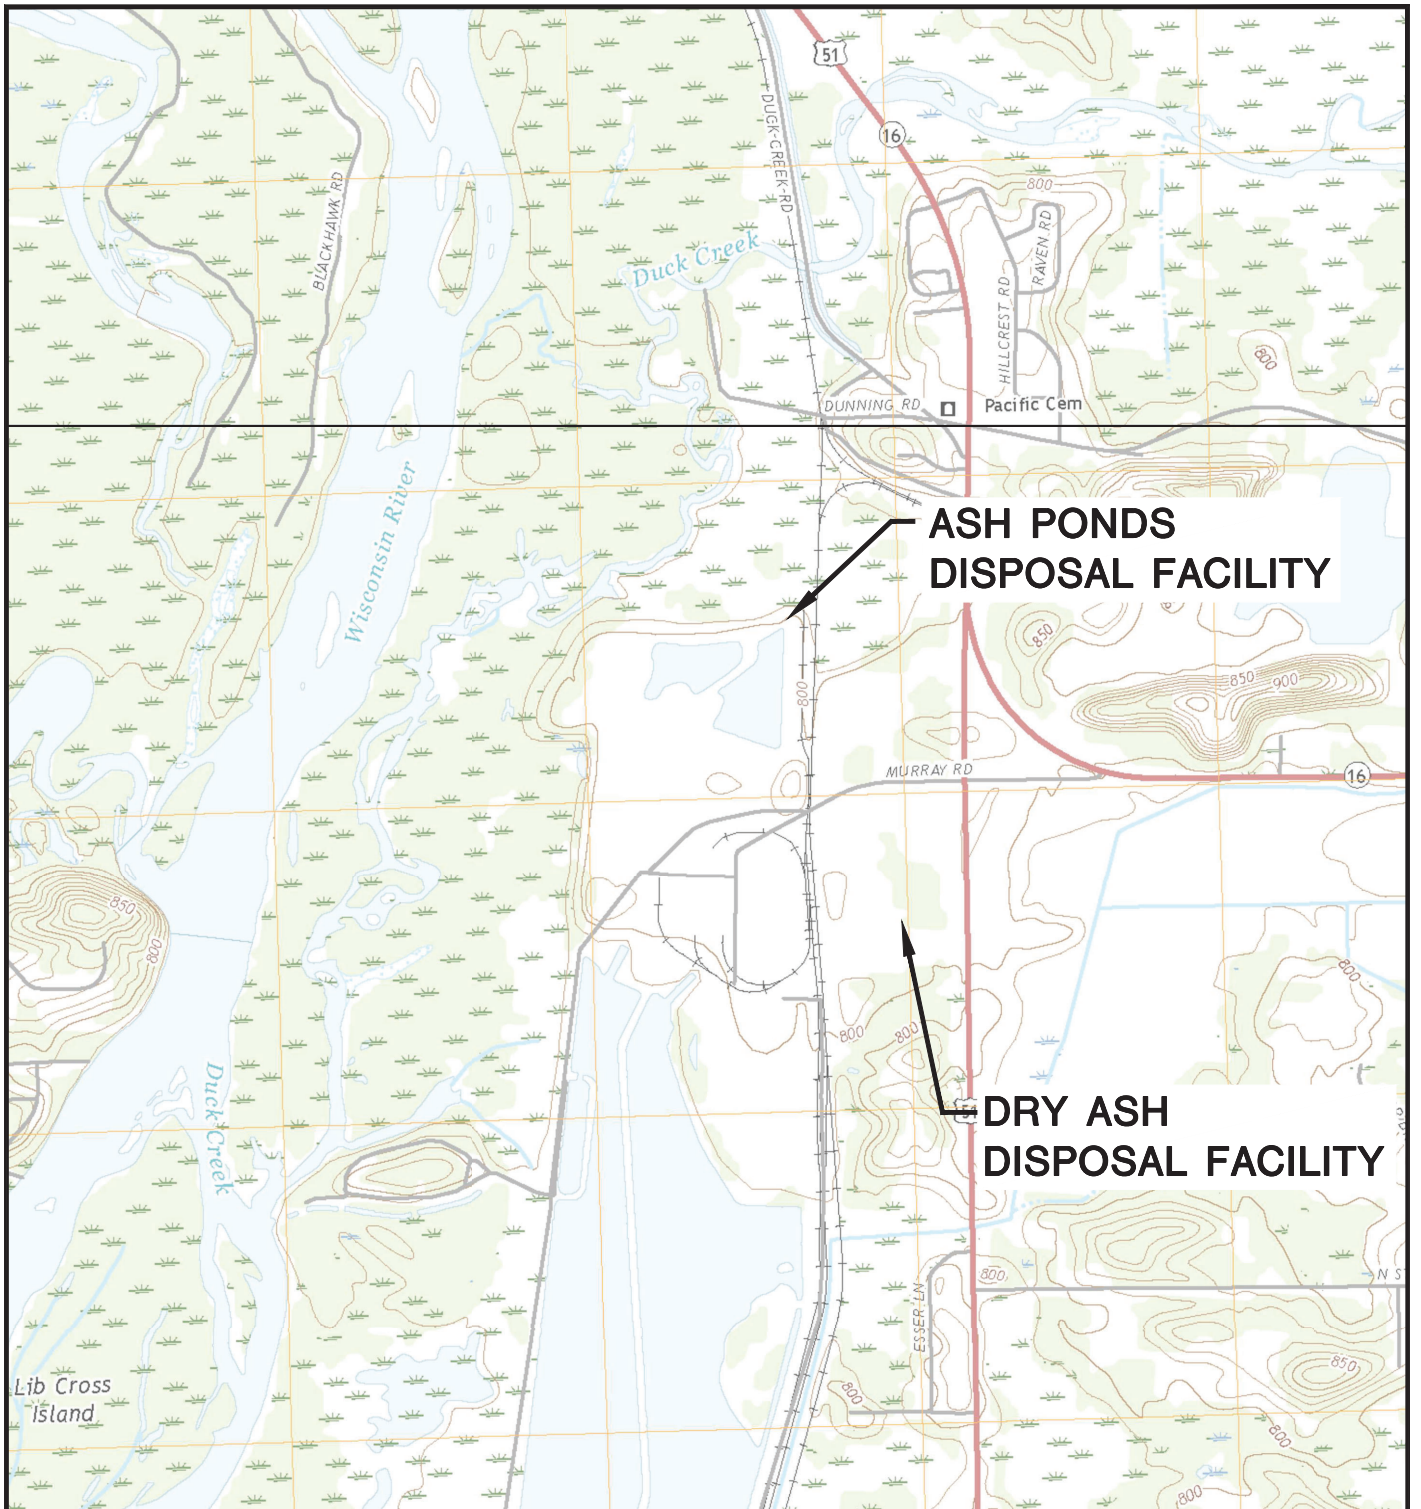 51
16
DUCK-CREEK-RD
BLACKHAWK RD
800
RAVEN RD
Duck Creek
HILLCREST RD
800
DUNNING RD
Pacific Cem
Wisconsin River
ASH PONDS
DISPOSAL FACILITY
850
850
900
800
MURRAY RD
16
850
800
800
800
800
Duck Creek
51
DRY ASH
DISPOSAL FACILITY
800
N S
ESSER LN
850
Lib Cross
Island
800
800
800